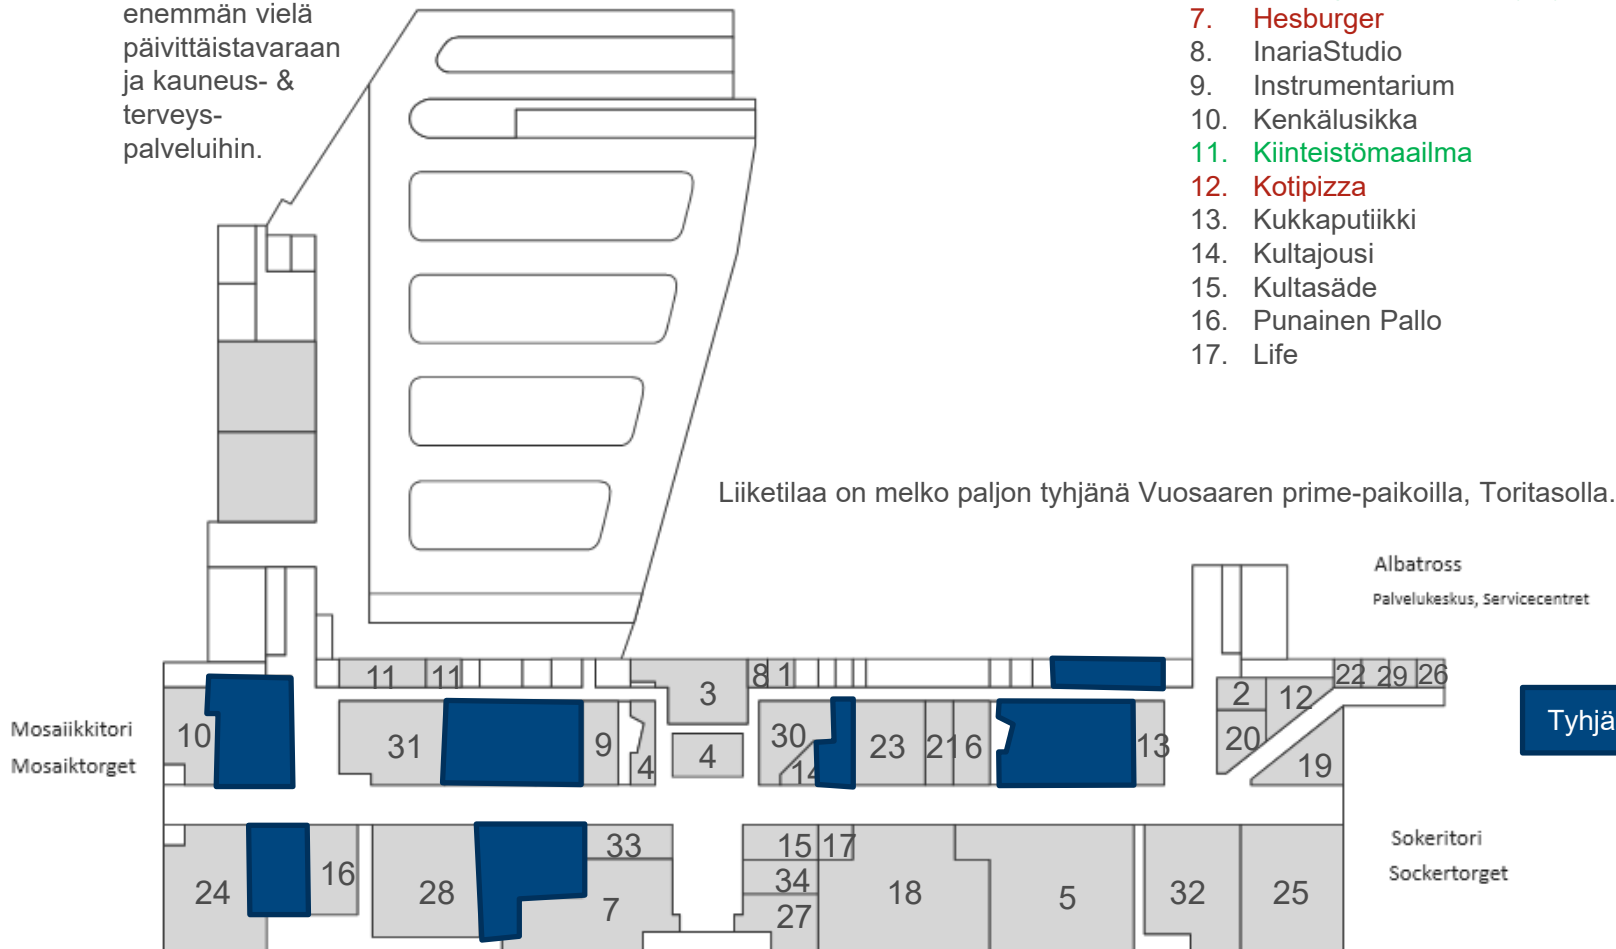 enemmän vielä
päivittäistavaraan
ja kauneus- &
terveys-
palveluihin.
7. Hesburger
8. InariaStudio
9. Instrumentarium
10. Kenkälusikka
11. Kiinteistömaailma
12. Kotipizza
13. Kukkaputiikki
14. Kultajousi
15. Kultasäde
16. Punainen Pallo
17. Life
Liiketilaa on melko paljon tyhjänä Vuosaaren prime-paikoilla, Toritasolla.
Albatross
Palvelukeskus, Servicecentret
11 11 3 8 1 22 29 26
2 12
Mosaiikkitori
Mosaiktorget
10 31 9 4 4 30 14 23 21 6 13 20 19
Tyhjä
Sokeritori
Sockertorget
33 15 17
24 16 28 7 34 27 18 5 32 25